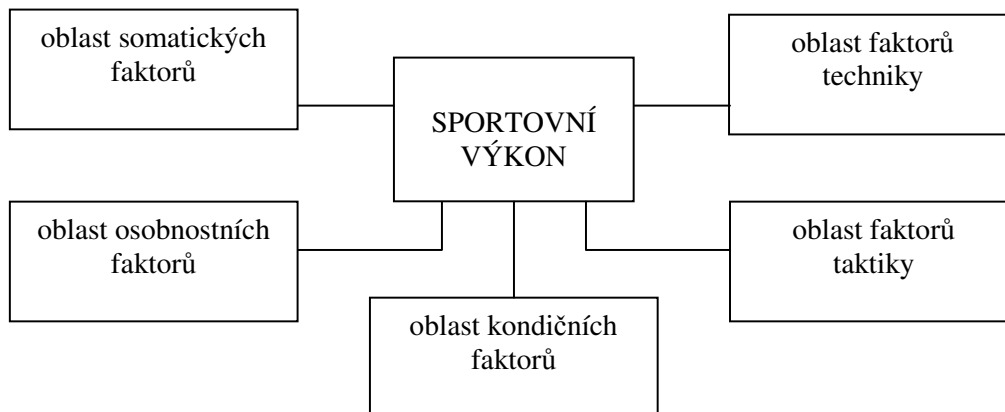 oblast somatických
faktorů
oblast faktorů
techniky
SPORTOVNÍ
VÝKON
oblast osobnostních
faktorů
oblast faktorů
taktiky
oblast kondičních
faktorů